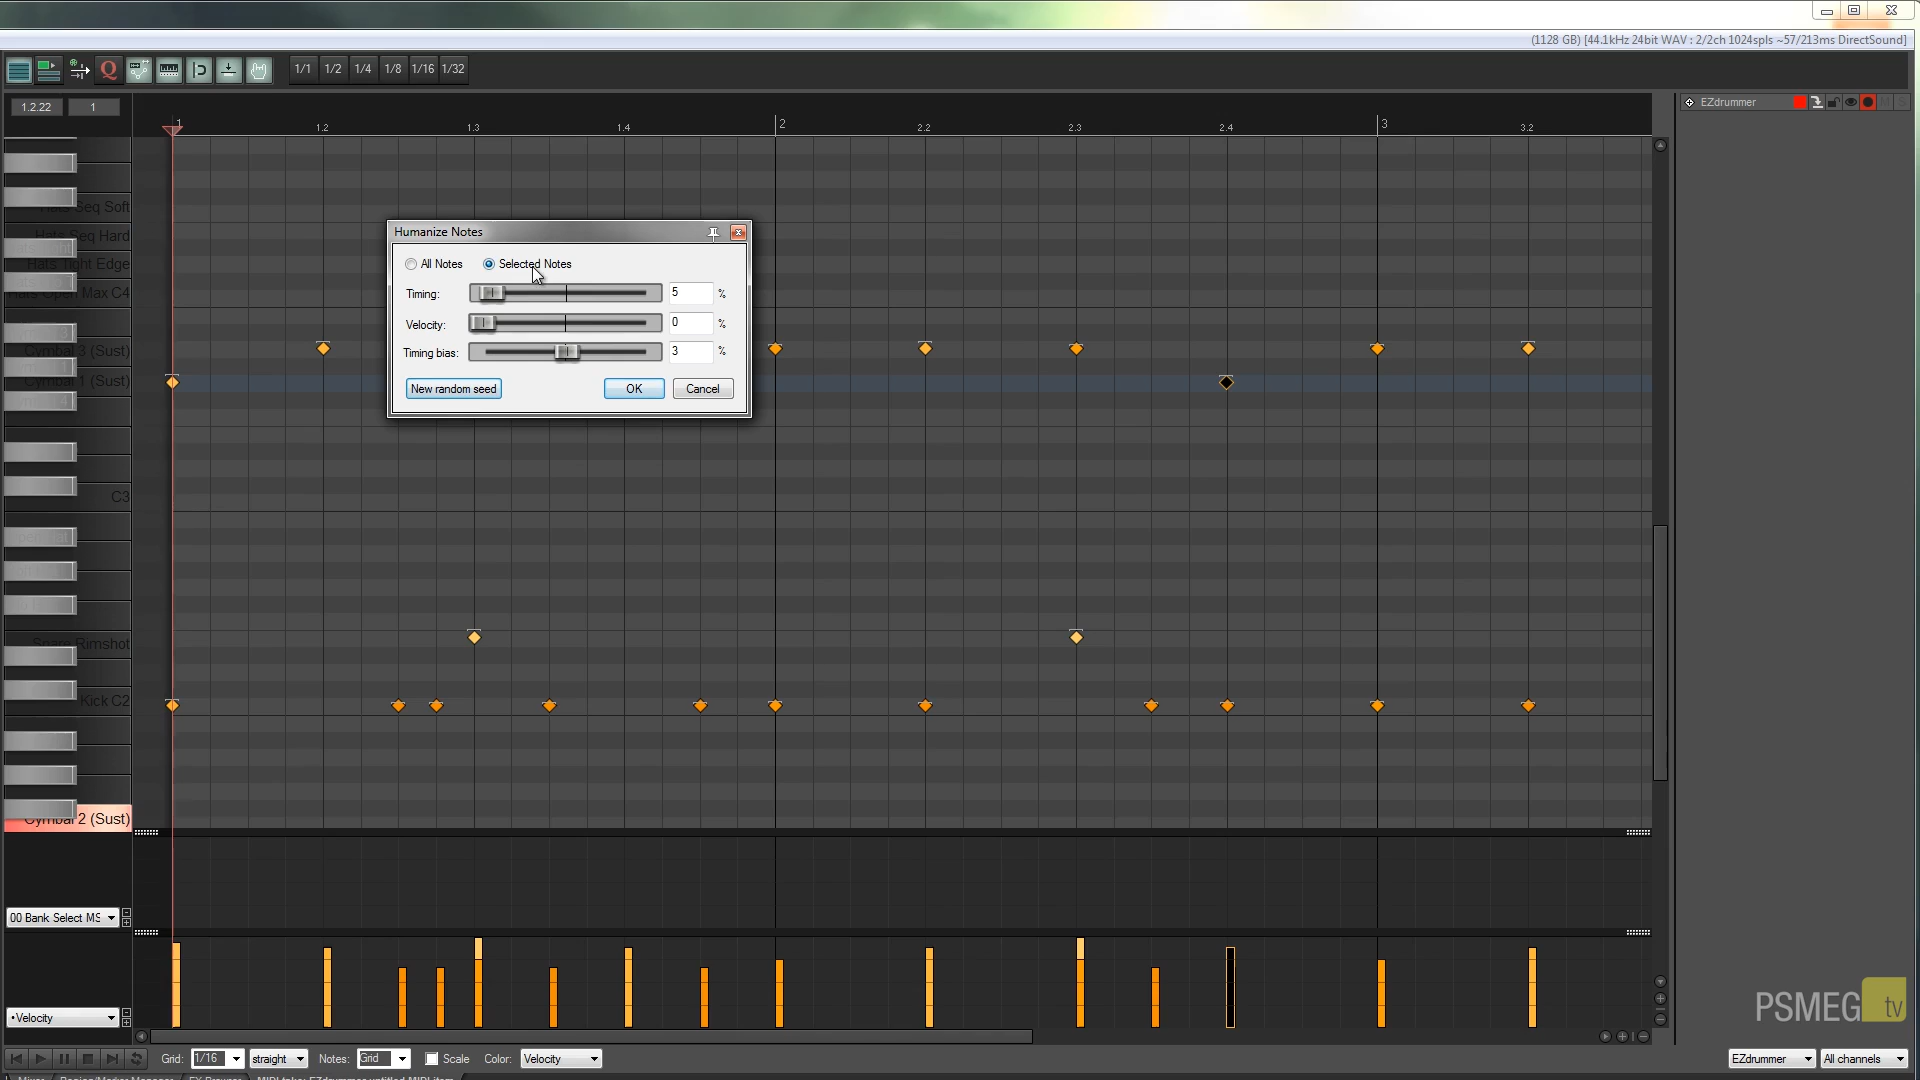 (1128 GB) [44.1kHz 24bit WAV : 2/2ch 1024spls ~57/213ms DirectSound]
Q 1/1 1/2 1/4 1/8 1/16 1/32
1.2.22 1
1 1.2 1.3 1.4 2 2.2 2.3 2.4 3 3.2
EZdrummer
Hats Seq Soft
Hats Seq Hard
Hats Tight Edge
Hats Open Max C4
Cymbal 3 (Sust)
Cymbal 1 (Sust)
C3
Snare Rimshot
Kick C2
Cymbal 2 (Sust)
Humanize Notes
All Notes Selected Notes
Timing: 5 %
Velocity: 0 %
Timing bias: 3 %
New random seed OK Cancel
00 Bank Select MS
•Velocity
PSMEG tv
Grid: 1/16 straight Notes: Grid Scale Color: Velocity EZdrummer All channels